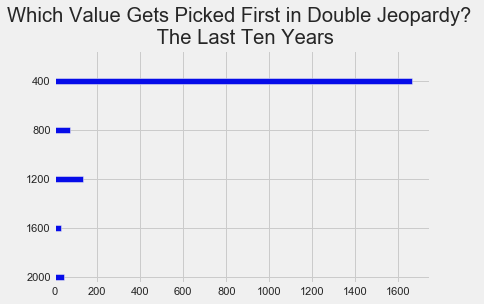 Which Value Gets Picked First in Double Jeopardy?
The Last Ten Years
400
800
1200
1600
2000
0 200 400 600 800 1000 1200 1400 1600